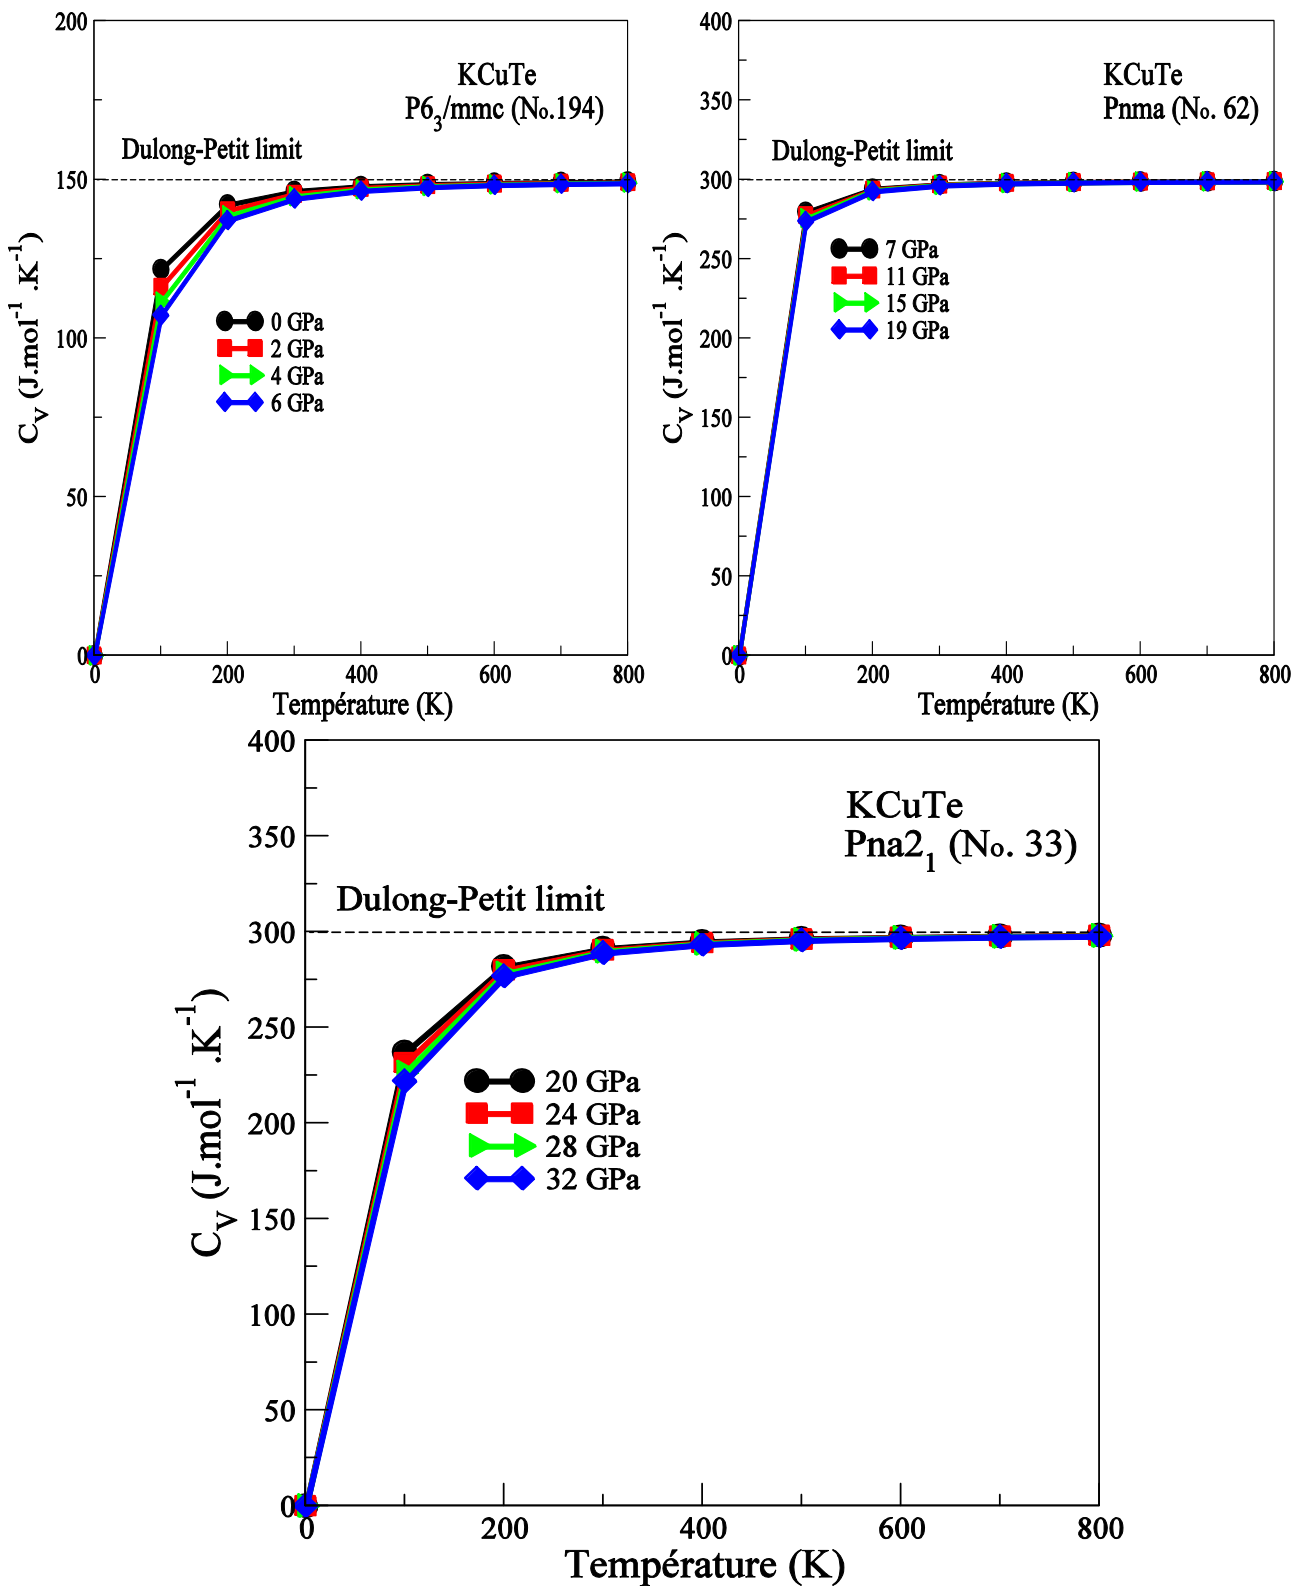 KCuTe
P6₃/mmc (No.194)
Dulong-Petit limit
200
150
100
50
0
C_V (J.mol⁻¹ .K⁻¹)
0 GPa
2 GPa
4 GPa
6 GPa
0 200 400 600 800
Température (K)
KCuTe
Pnma (No. 62)
Dulong-Petit limit
400
350
300
250
200
150
100
50
0
C_V (J.mol⁻¹ .K⁻¹)
7 GPa
11 GPa
15 GPa
19 GPa
0 200 400 600 800
Température (K)
KCuTe
Pna2₁ (No. 33)
Dulong-Petit limit
400
350
300
250
200
150
100
50
0
C_V (J.mol⁻¹ .K⁻¹)
20 GPa
24 GPa
28 GPa
32 GPa
0 200 400 600 800
Température (K)